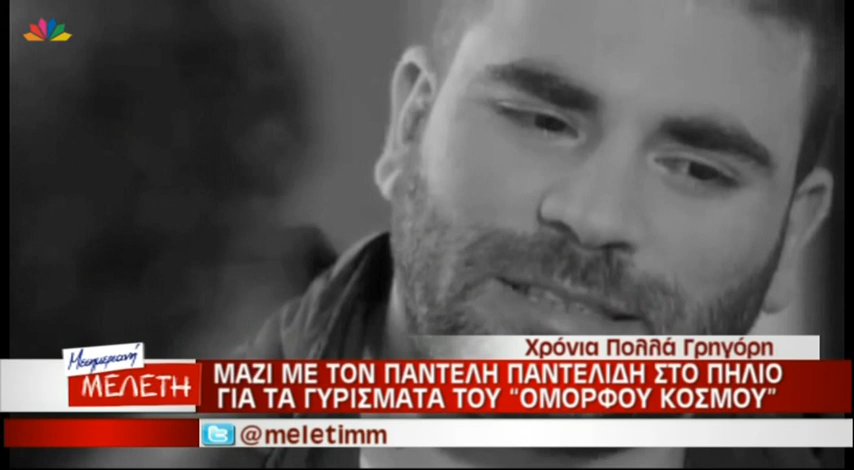 Χρόνια Πολλά Γρηγόρη
Μεσημεριανή
ΜΕΛΕΤΗ
ΜΑΖΙ ΜΕ ΤΟΝ ΠΑΝΤΕΛΗ ΠΑΝΤΕΛΙΔΗ ΣΤΟ ΠΗΛΙΟ
ΓΙΑ ΤΑ ΓΥΡΙΣΜΑΤΑ ΤΟΥ “ΟΜΟΡΦΟΥ ΚΟΣΜΟΥ”
@meletimm